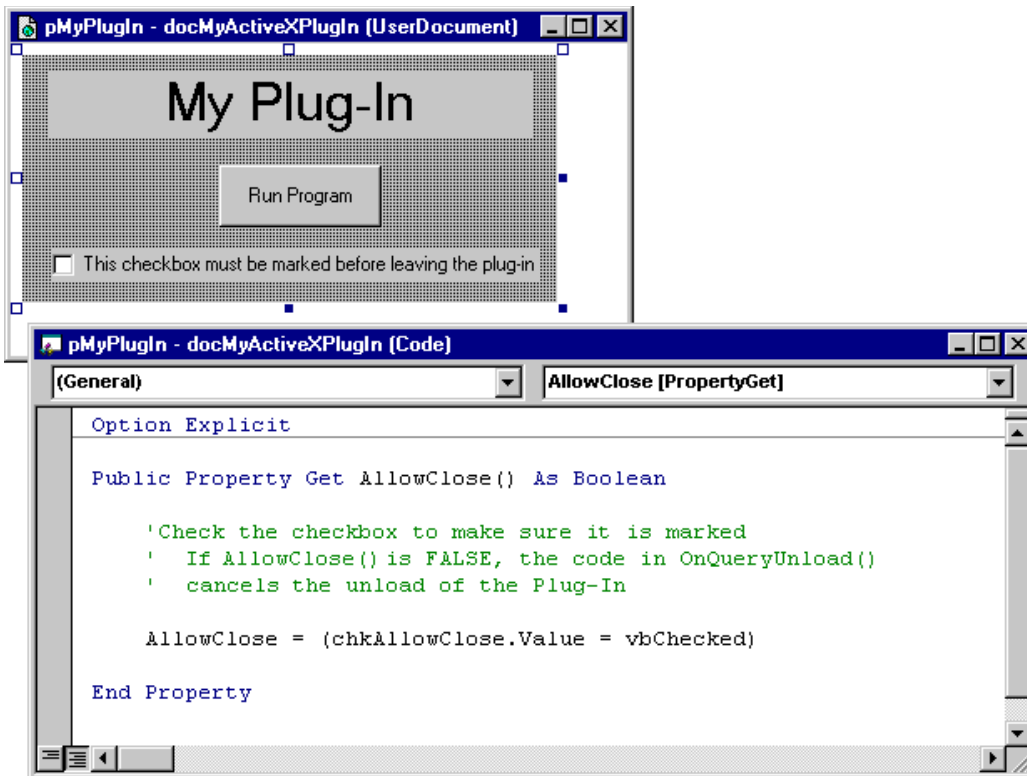 pMyPlugIn - docMyActiveXPlugIn (UserDocument)
My Plug-In
Run Program
This checkbox must be marked before leaving the plug-in
pMyPlugIn - docMyActiveXPlugIn (Code)
(General) AllowClose [PropertyGet]
Option Explicit
Public Property Get AllowClose() As Boolean
'Check the checkbox to make sure it is marked
' If AllowClose() is FALSE, the code in OnQueryUnload()
' cancels the unload of the Plug-In
AllowClose = (chkAllowClose.Value = vbChecked)
End Property